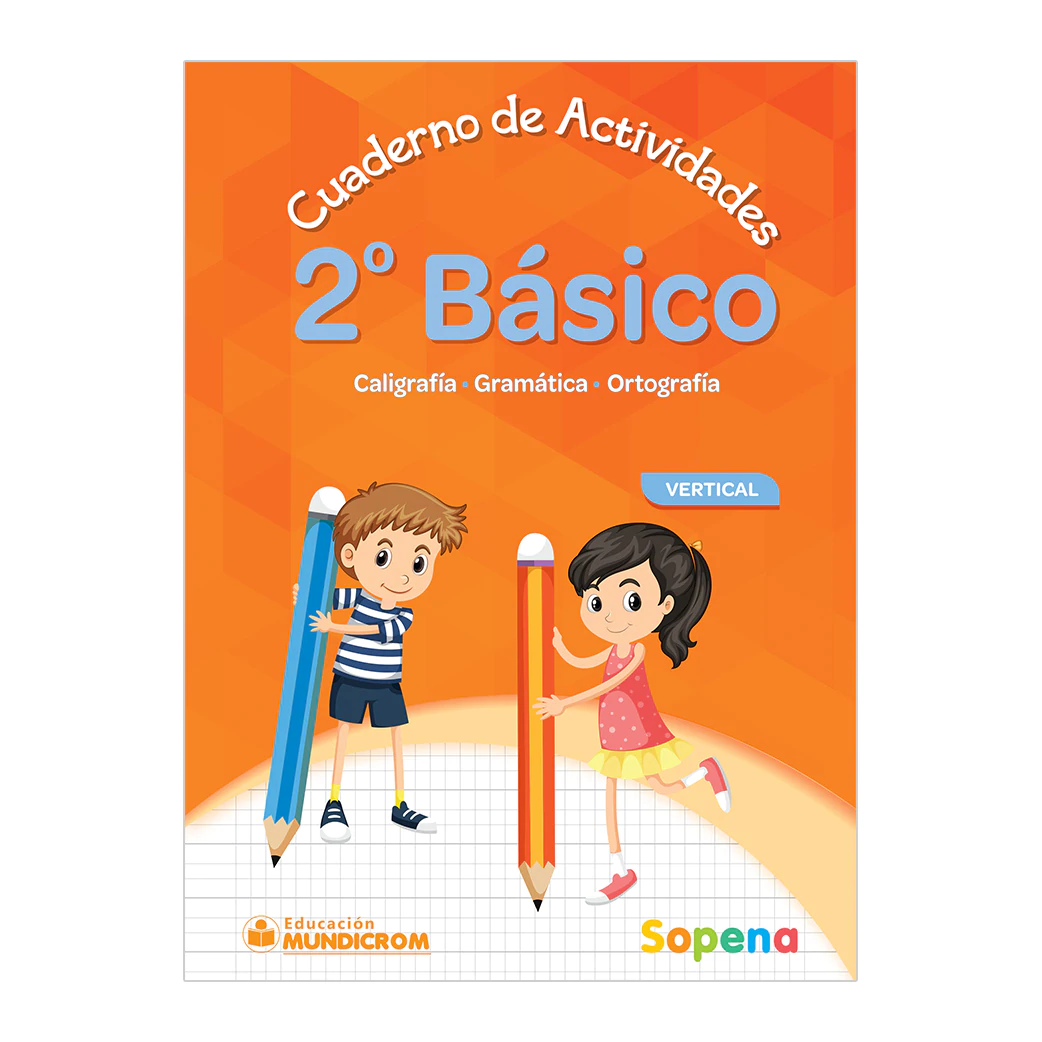 Cuaderno de Actividades
2º Básico
Caligrafía • Gramática • Ortografía
VERTICAL
Educación
MUNDICROM
Sopena